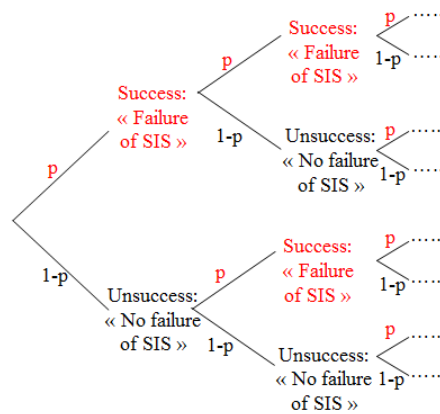 p
1-p
Success:
« Failure
of SIS »
Unsuccess:
« No failure
of SIS »
p
1-p
p
1-p
Success:
« Failure
of SIS »
Unsuccess:
« No failure
of SIS »
Success:
« Failure
of SIS »
Unsuccess:
« No failure
of SIS »
p .....
1-p .....
p .....
1-p .....
p .....
1-p .....
p .....
1-p .....